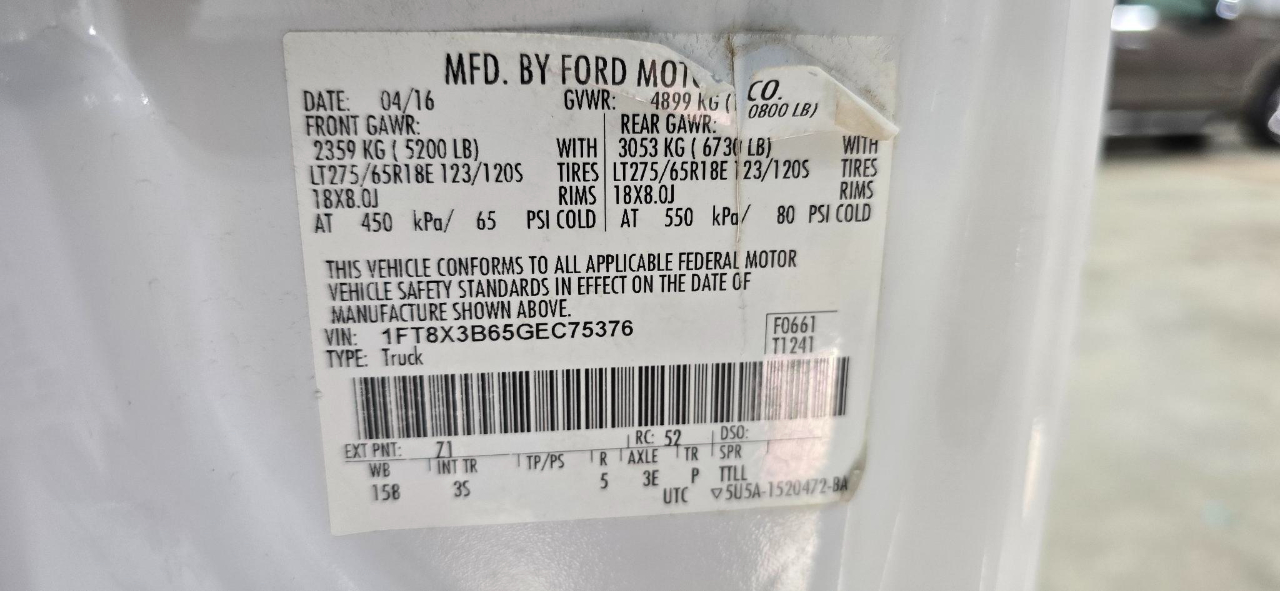 MFD. BY FORD MOT CO.
DATE: 04/16 GVWR: 4899 KG ( 0800 LB)
FRONT GAWR: REAR GAWR:
2359 KG ( 5200 LB) WITH 3053 KG ( 6730 LB) WITH
LT275/65R18E 123/120S TIRES LT275/65R18E 123/120S TIRES
18X8.0J RIMS 18X8.0J RIMS
AT 450 kPa/ 65 PSI COLD AT 550 kPa/ 80 PSI COLD
THIS VEHICLE CONFORMS TO ALL APPLICABLE FEDERAL MOTOR
VEHICLE SAFETY STANDARDS IN EFFECT ON THE DATE OF
MANUFACTURE SHOWN ABOVE.
VIN: 1FT8X3B65GEC75376 F0661
TYPE: Truck T1241
EXT PNT: Z1 RC: 52 DSO:
WB INT TR TP/PS R AXLE TR SPR
158 3S 5 3E P TTLL
UTC ▽5U5A-1520472-BA